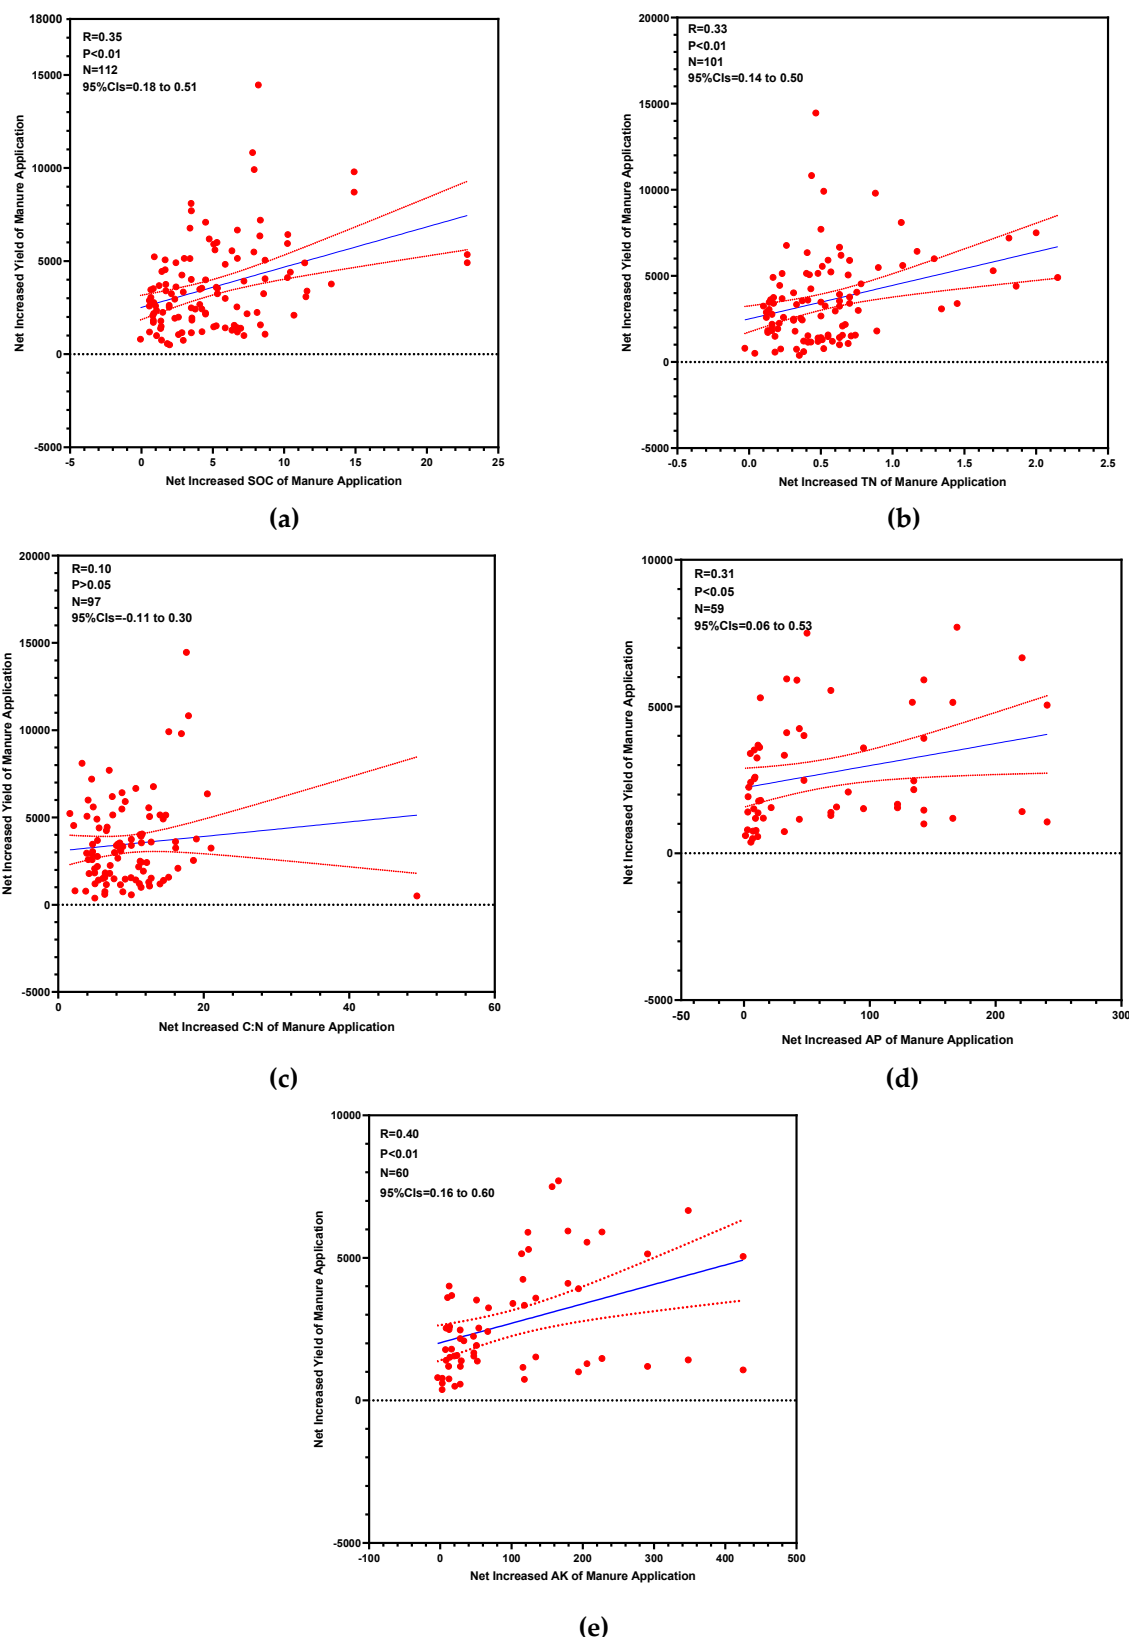 18000
15000
10000
5000
0
-5000
-5
0
5
10
15
20
25
R=0.35
P<0.01
N=112
95%CIs=0.18 to 0.51
Net Increased Yield of Manure Application
Net Increased SOC of Manure Application
(a)
20000
15000
10000
5000
0
-5000
-0.5
0.0
0.5
1.0
1.5
2.0
2.5
R=0.33
P<0.01
N=101
95%CIs=0.14 to 0.50
Net Increased Yield of Manure Application
Net Increased TN of Manure Application
(b)
20000
15000
10000
5000
0
-5000
0
20
40
60
R=0.10
P>0.05
N=97
95%CIs=-0.11 to 0.30
Net Increased Yield of Manure Application
Net Increased C:N of Manure Application
(c)
10000
5000
0
-5000
-50
0
100
200
300
R=0.31
P<0.05
N=59
95%CIs=0.06 to 0.53
Net Increased Yield of Manure Application
Net Increased AP of Manure Application
(d)
10000
5000
0
-5000
-100
0
100
200
300
400
500
R=0.40
P<0.01
N=60
95%CIs=0.16 to 0.60
Net Increased Yield of Manure Application
Net Increased AK of Manure Application
(e)